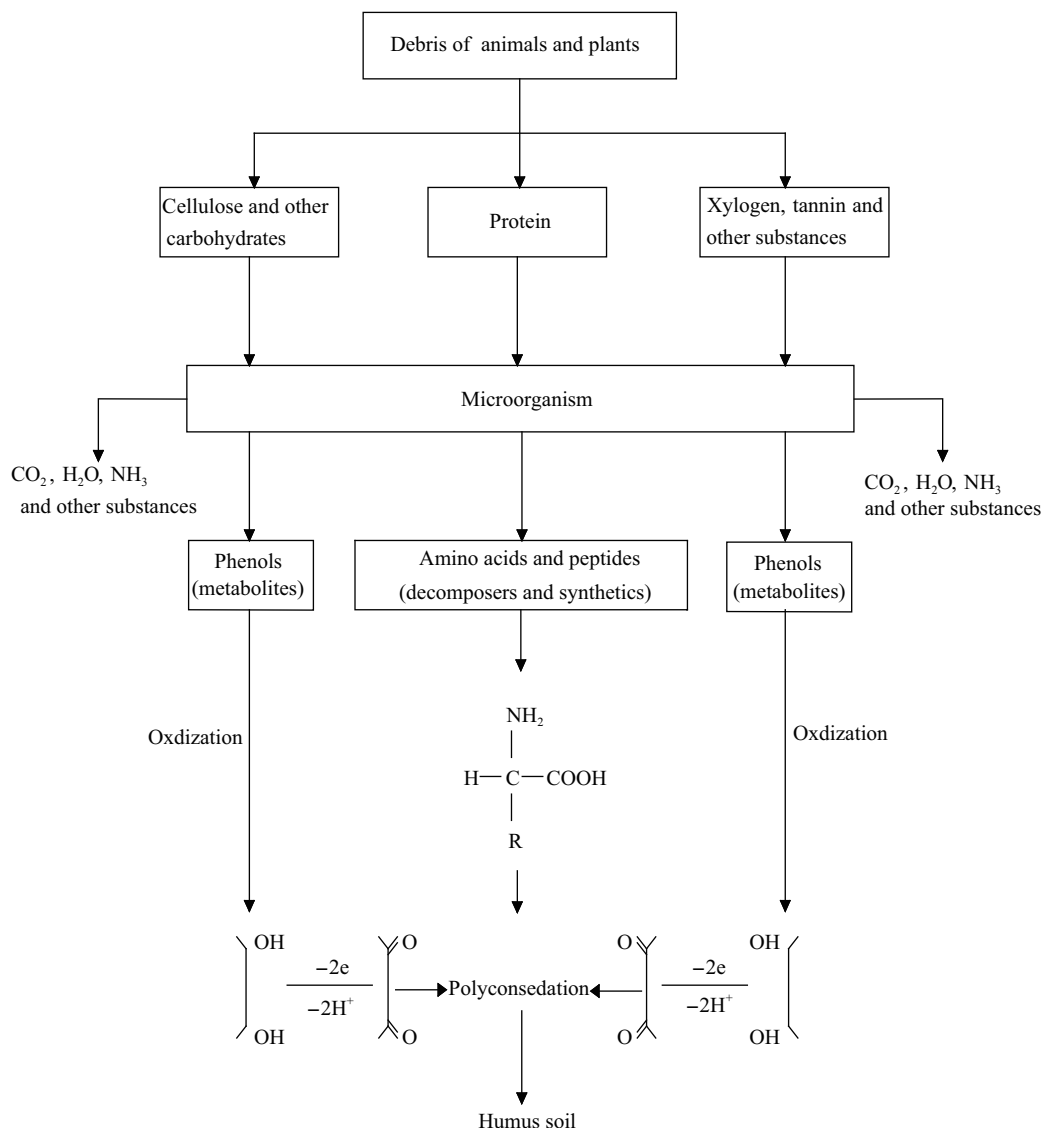 Debris of animals and plants
Cellulose and other
carbohydrates
Protein
Xylogen, tannin and
other substances
Microorganism
CO₂, H₂O, NH₃
and other substances
CO₂, H₂O, NH₃
and other substances
Phenols
(metabolites)
Amino acids and peptides
(decomposers and synthetics)
Phenols
(metabolites)
Oxdization
Oxdization
NH₂
H—C—COOH
R
OH
OH
−2e
−2H⁺
O
O
Polyconsedation
O
O
−2e
−2H⁺
OH
OH
Humus soil